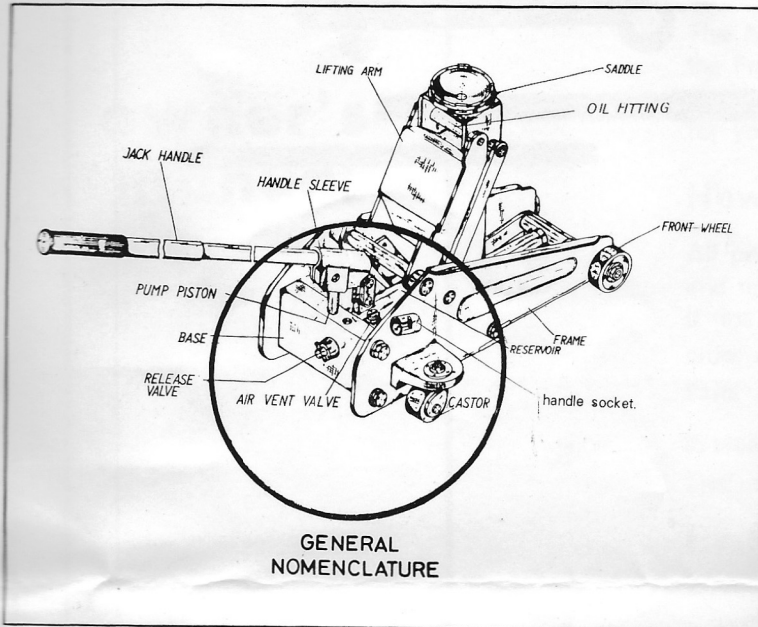 LIFTING ARM
SADDLE
OIL FITTING
JACK HANDLE
HANDLE SLEEVE
FRONT WHEEL
PUMP PISTON
BASE
FRAME
RESERVOIR
RELEASE
VALVE
AIR VENT VALVE
CASTOR
handle socket.
GENERAL
NOMENCLATURE